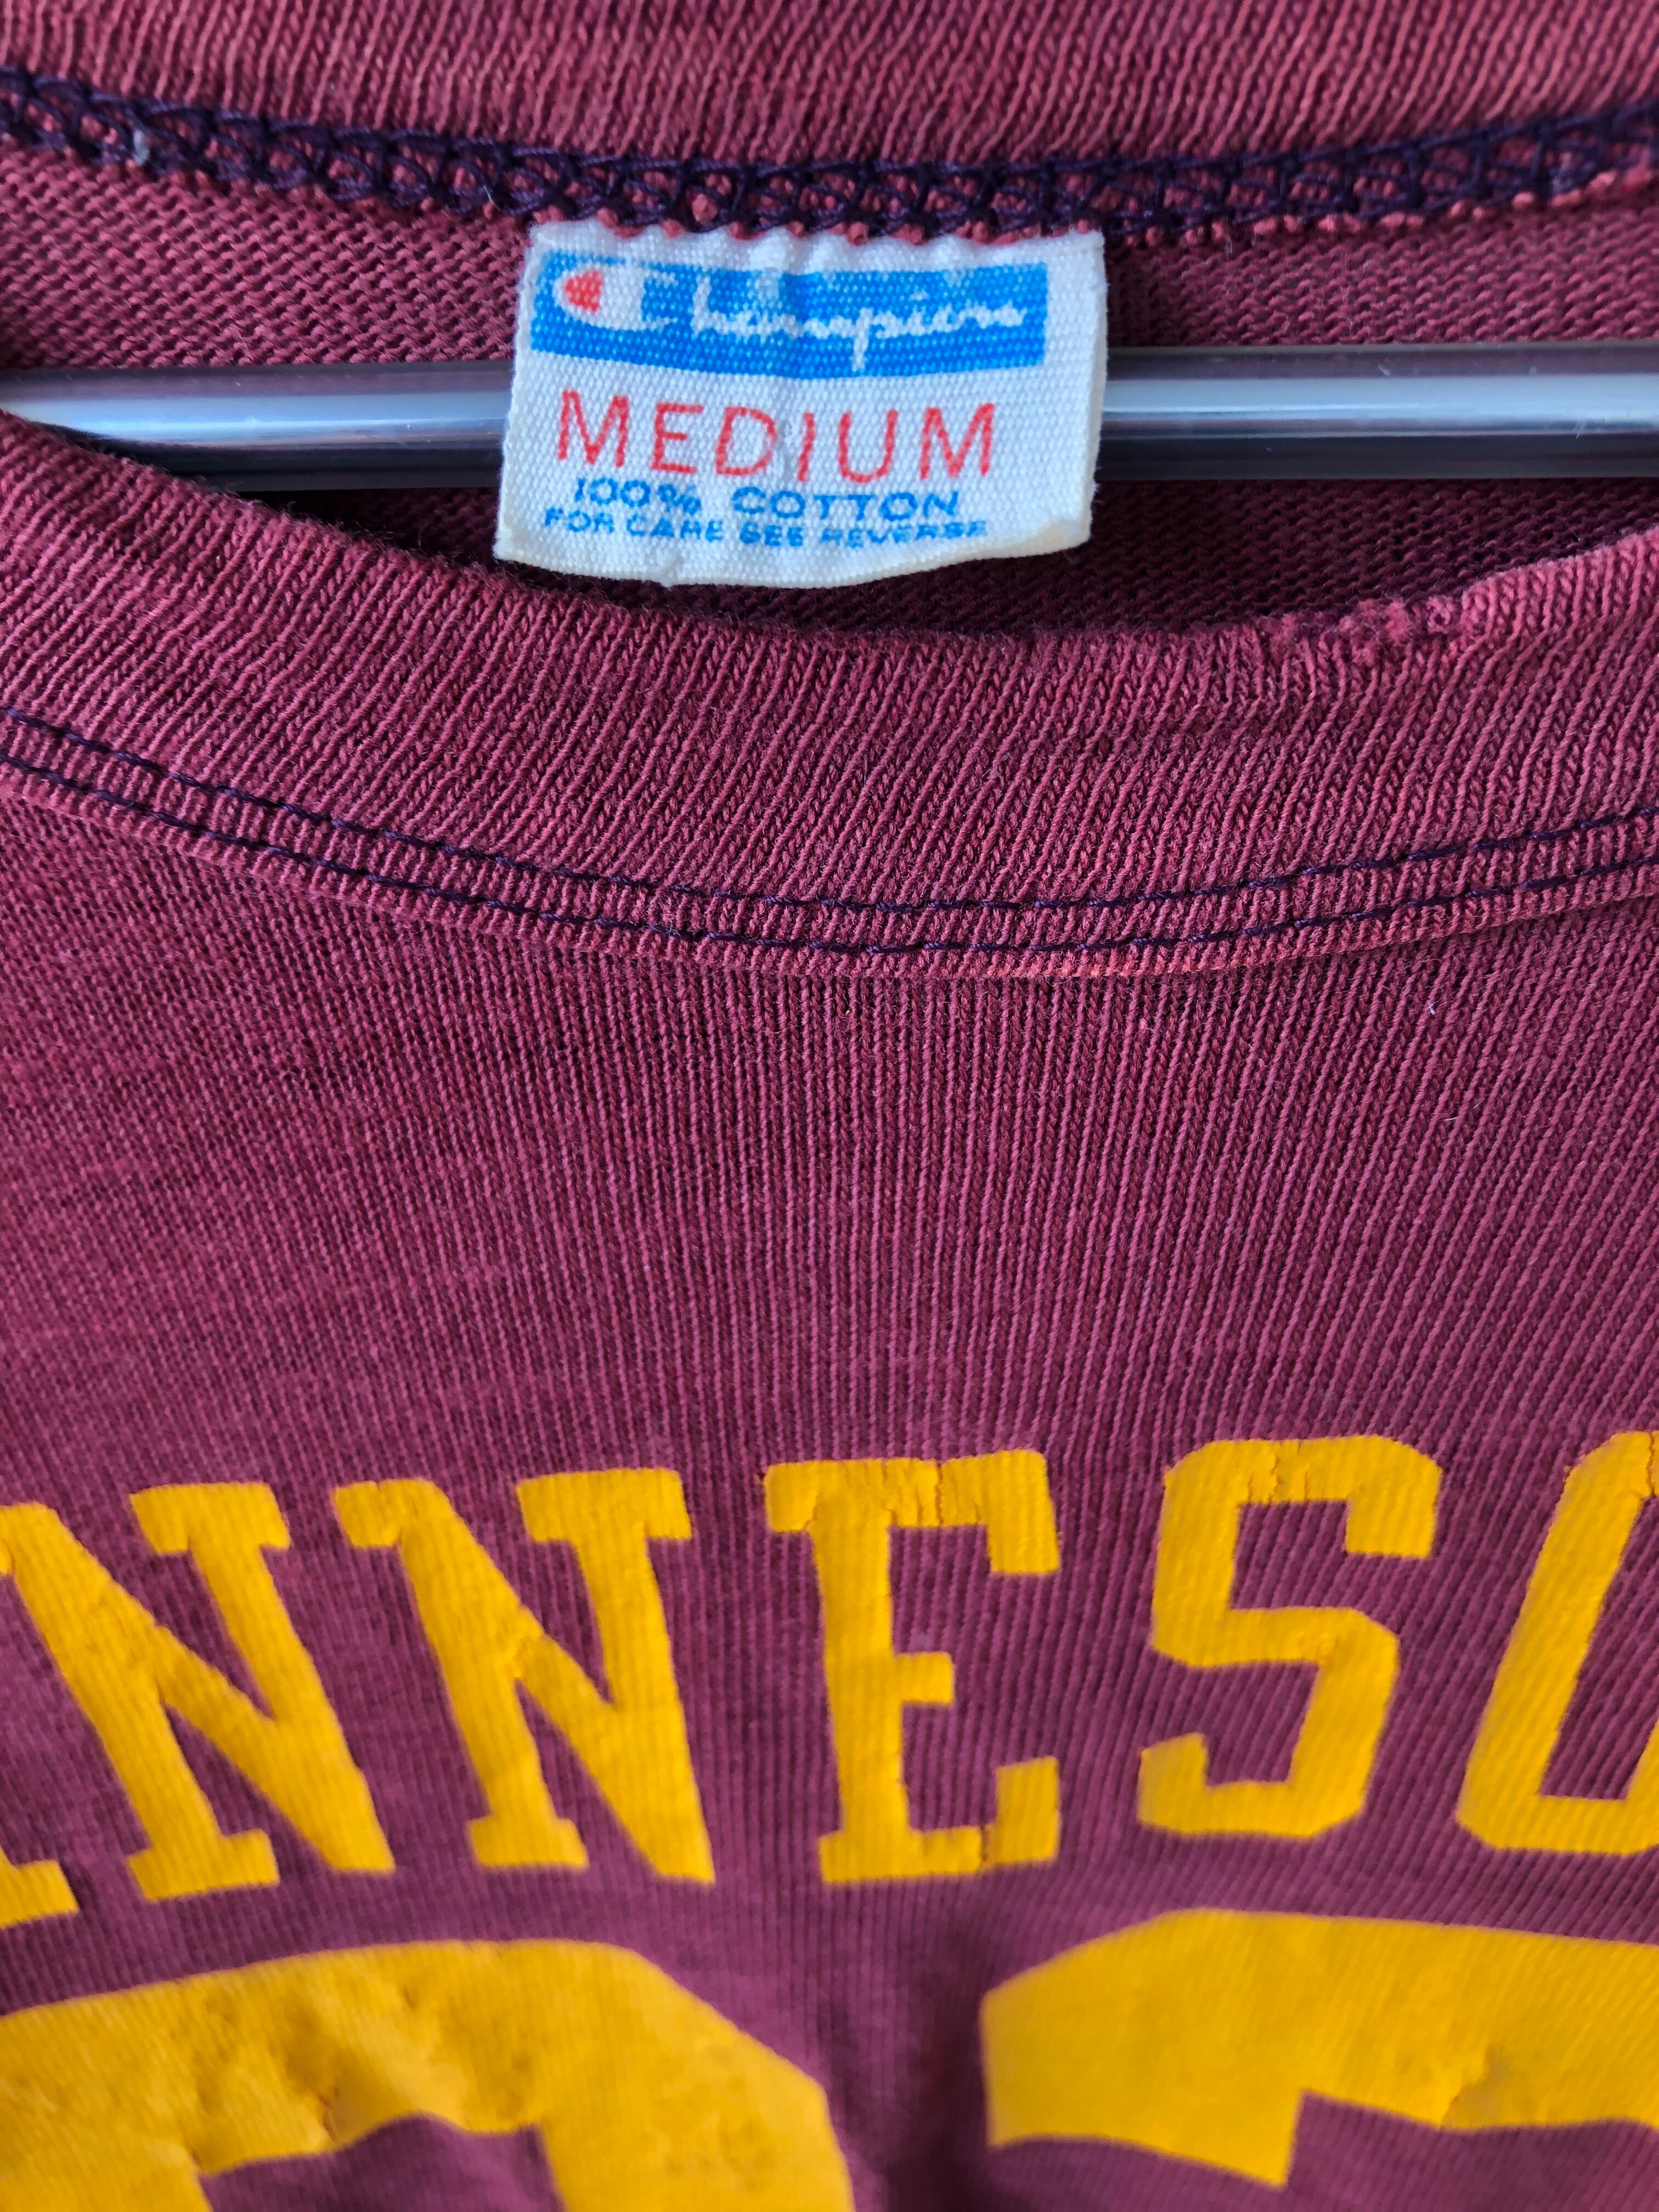 Champion
MEDIUM
100% COTTON
FOR CARE SEE REVERSE
NNESO